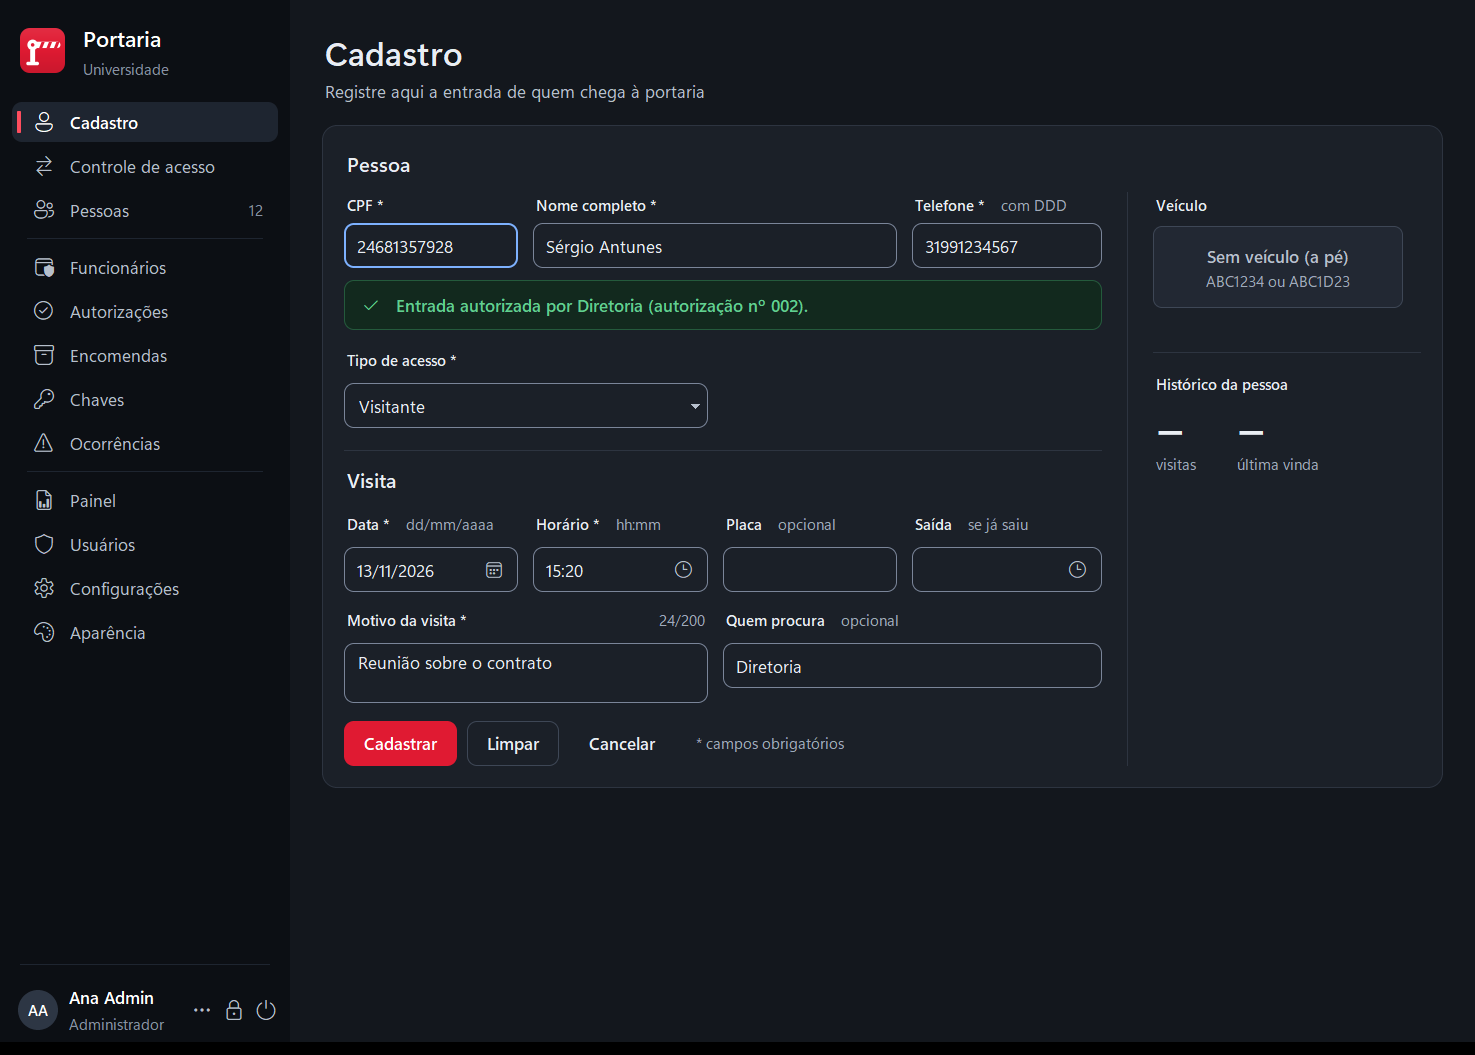 Portaria
Universidade
Cadastro
Controle de acesso
Pessoas 12
Funcionários
Autorizações
Encomendas
Chaves
Ocorrências
Painel
Usuários
Configurações
Aparência
AA
Ana Admin
Administrador
Cadastro
Registre aqui a entrada de quem chega à portaria
Pessoa
CPF * Nome completo * Telefone * com DDD
24681357928 Sérgio Antunes 31991234567
Entrada autorizada por Diretoria (autorização nº 002).
Tipo de acesso *
Visitante
Visita
Data * dd/mm/aaaa Horário * hh:mm Placa opcional Saída se já saiu
13/11/2026 15:20
Motivo da visita * 24/200 Quem procura opcional
Reunião sobre o contrato Diretoria
Cadastrar Limpar Cancelar * campos obrigatórios
Veículo
Sem veículo (a pé)
ABC1234 ou ABC1D23
Histórico da pessoa
— —
visitas última vinda